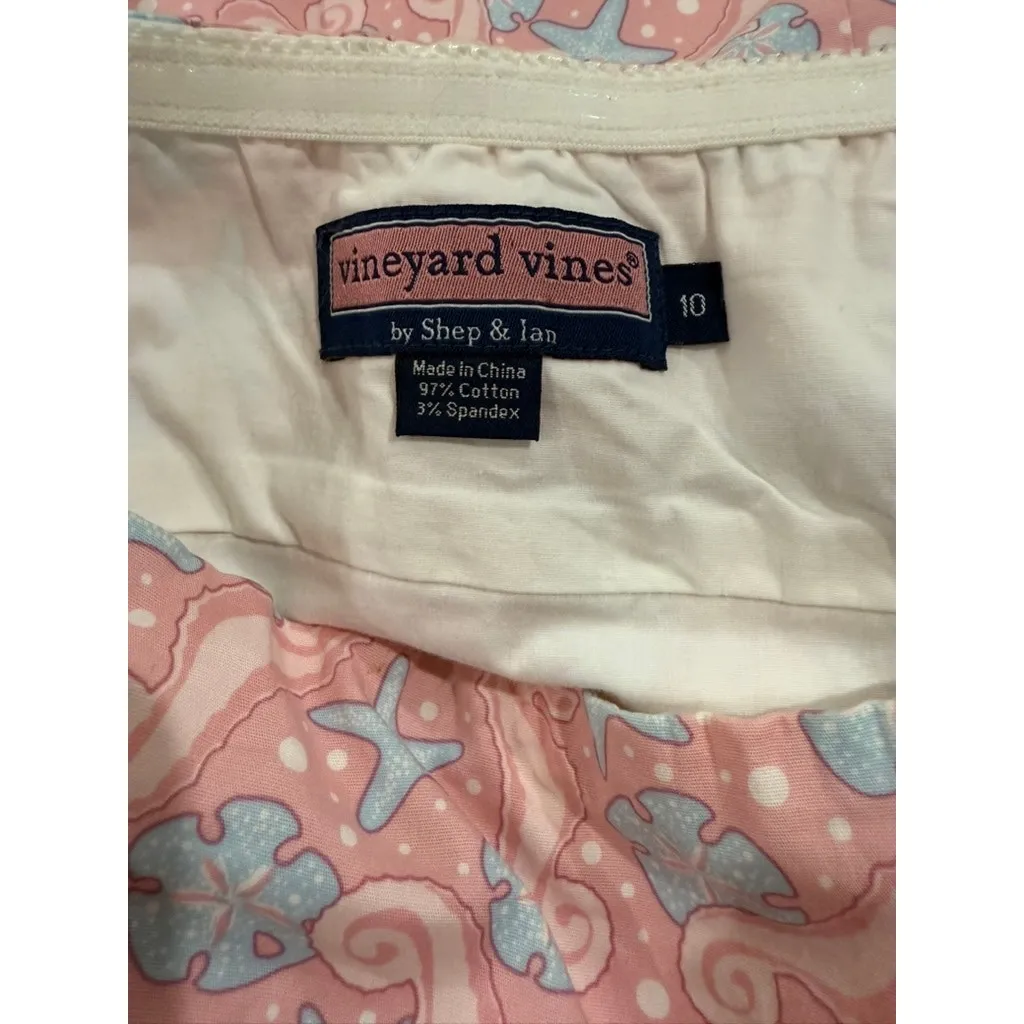 vineyard vines®
by Shep & Ian
10
Made in China
97% Cotton
3% Spandex